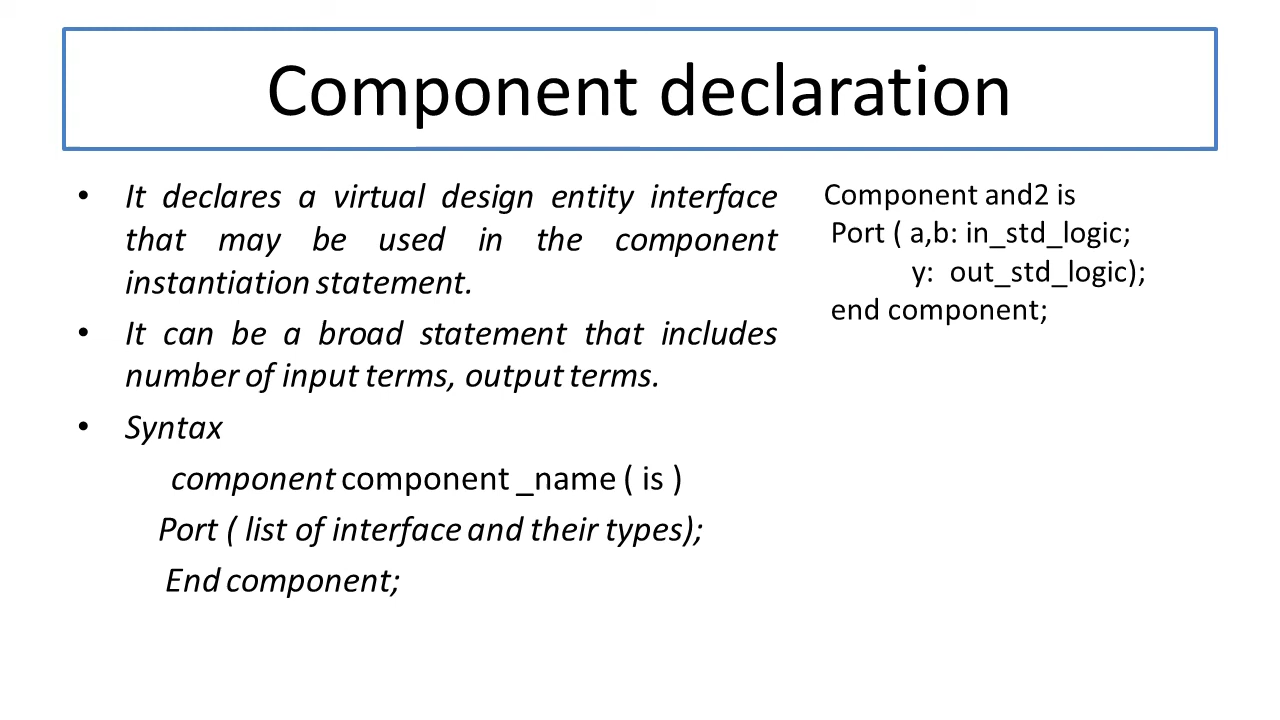 Component declaration
• It declares a virtual design entity interface
that may be used in the component
instantiation statement.
• It can be a broad statement that includes
number of input terms, output terms.
• Syntax
component component _name ( is )
Port ( list of interface and their types);
End component;
Component and2 is
Port ( a,b: in_std_logic;
y: out_std_logic);
end component;